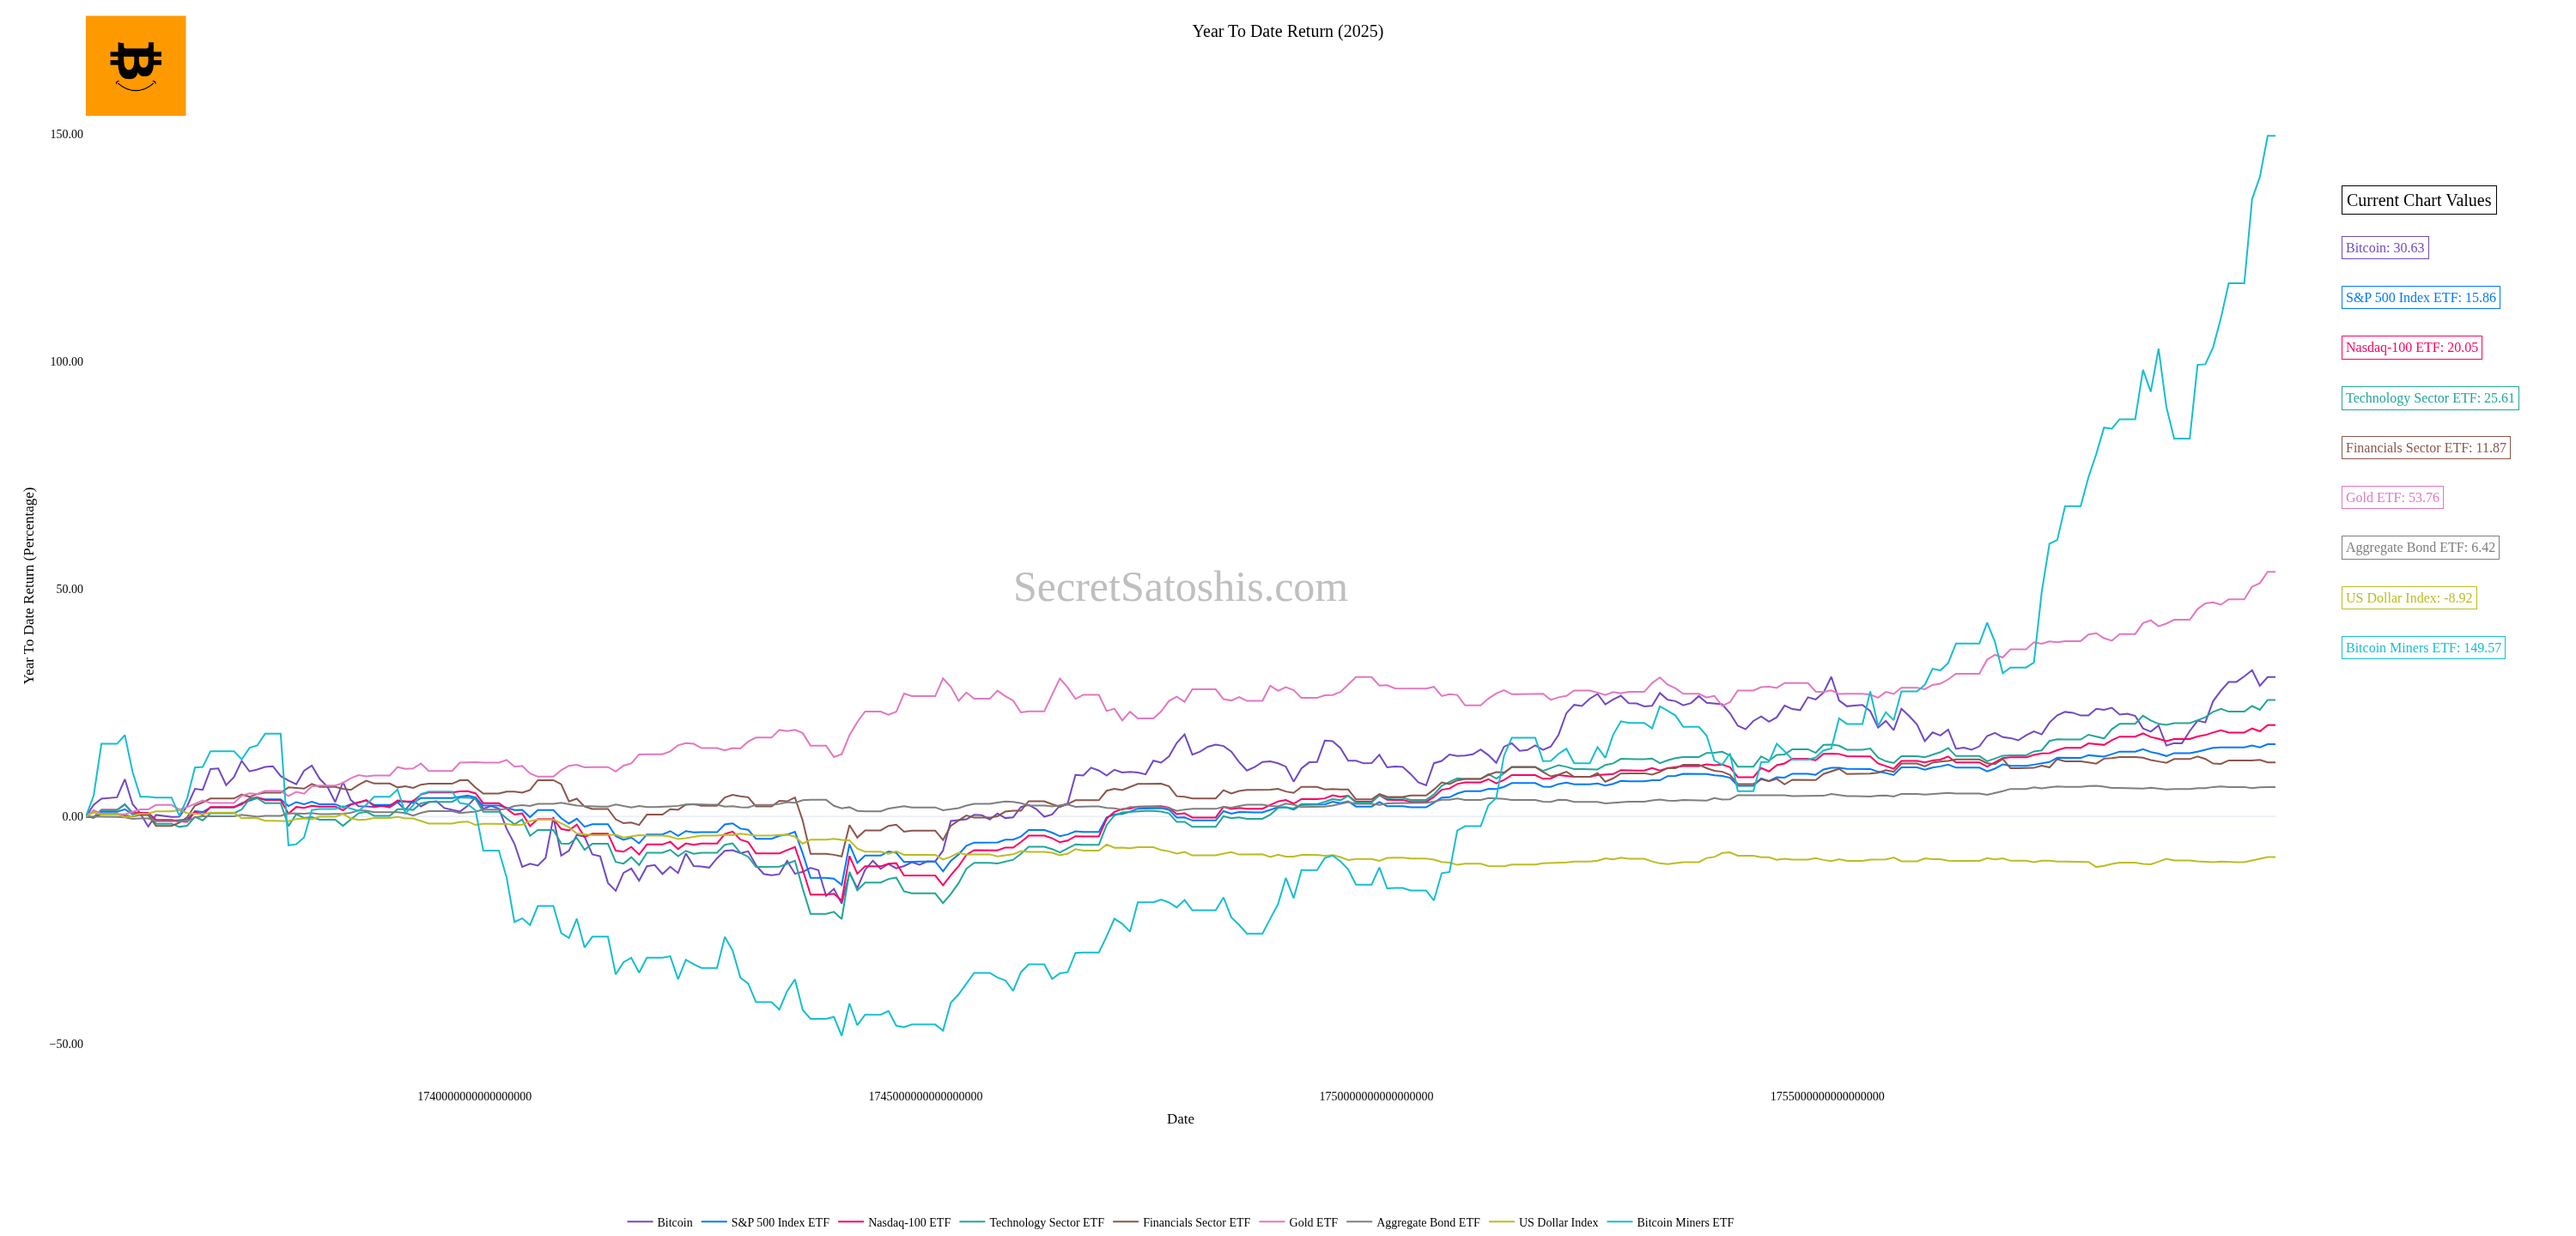 Year To Date Return (2025)
150.00
100.00
50.00
0.00
−50.00
Year To Date Return (Percentage)
SecretSatoshis.com
Current Chart Values
Bitcoin: 30.63
S&P 500 Index ETF: 15.86
Nasdaq-100 ETF: 20.05
Technology Sector ETF: 25.61
Financials Sector ETF: 11.87
Gold ETF: 53.76
Aggregate Bond ETF: 6.42
US Dollar Index: -8.92
Bitcoin Miners ETF: 149.57
1740000000000000000 1745000000000000000 1750000000000000000 1755000000000000000
Date
Bitcoin S&P 500 Index ETF Nasdaq-100 ETF Technology Sector ETF Financials Sector ETF Gold ETF Aggregate Bond ETF US Dollar Index Bitcoin Miners ETF